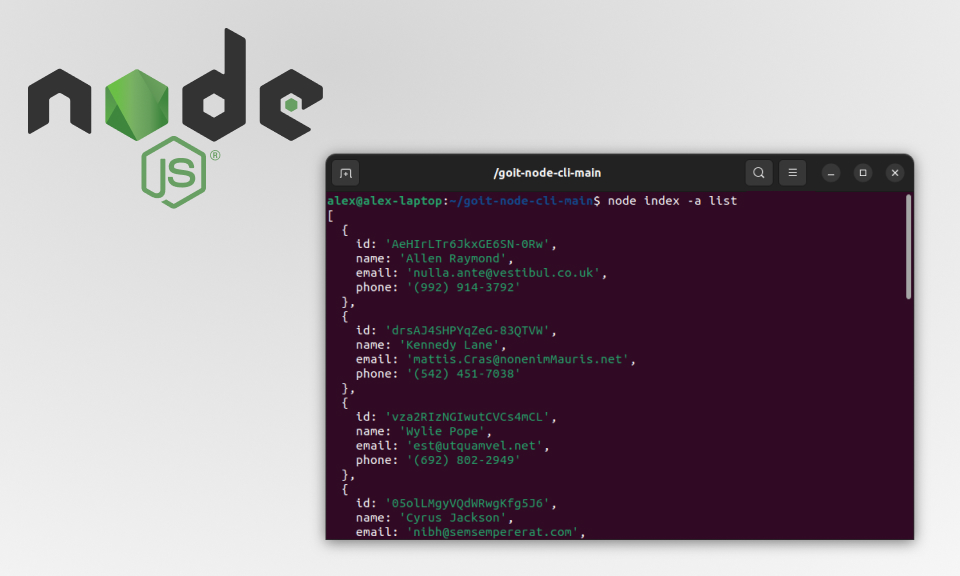 node
JS®
/goit-node-cli-main
alex@alex-laptop:~/goit-node-cli-main$ node index -a list
[
  {
    id: 'AeHIrLTr6JkxGE6SN-0Rw',
    name: 'Allen Raymond',
    email: 'nulla.ante@vestibul.co.uk',
    phone: '(992) 914-3792'
  },
  {
    id: 'drsAJ4SHPYqZeG-83QTVW',
    name: 'Kennedy Lane',
    email: 'mattis.Cras@nonenimMauris.net',
    phone: '(542) 451-7038'
  },
  {
    id: 'vza2RIzNGIwutCVCs4mCL',
    name: 'Wylie Pope',
    email: 'est@utquamvel.net',
    phone: '(692) 802-2949'
  },
  {
    id: '05olLMgyVQdWRwgKfg5J6',
    name: 'Cyrus Jackson',
    email: 'nibh@semsempererat.com',